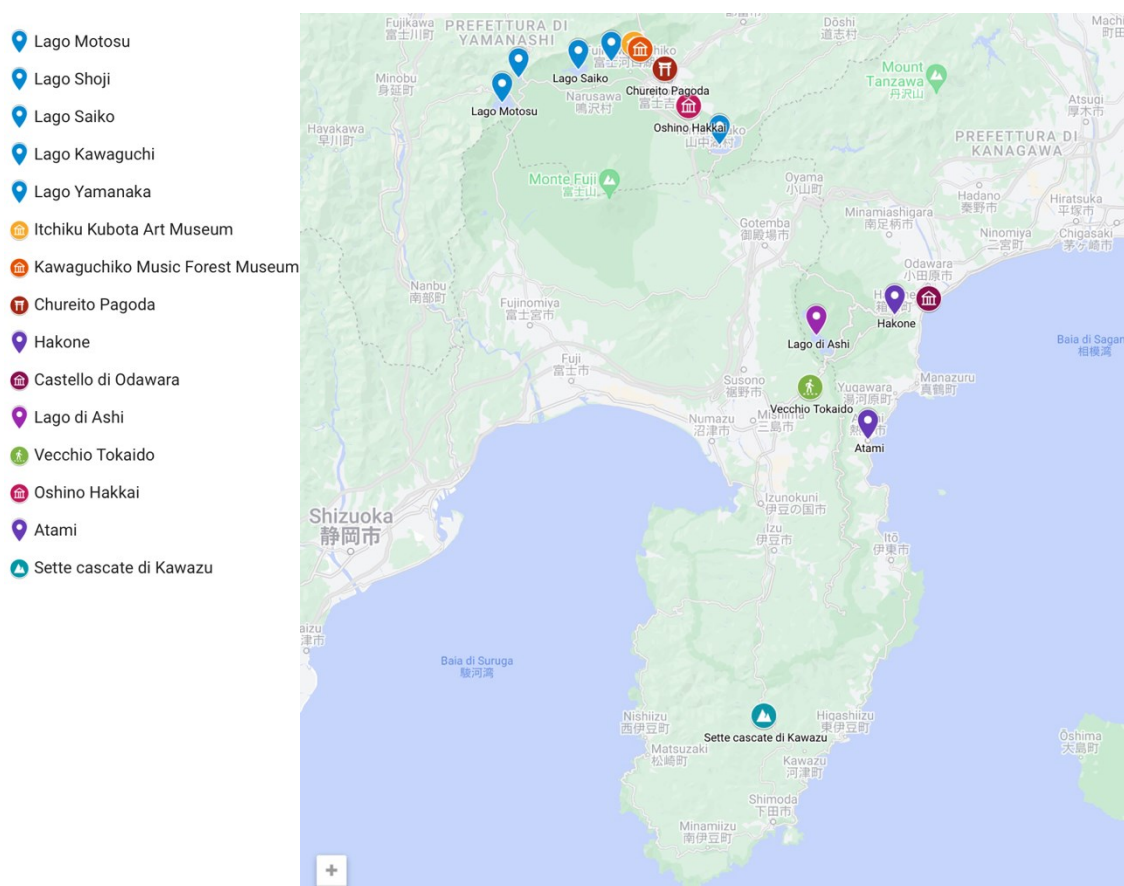 Lago Motosu
Lago Shoji
Lago Saiko
Lago Kawaguchi
Lago Yamanaka
Itchiku Kubota Art Museum
Kawaguchiko Music Forest Museum
Chureito Pagoda
Hakone
Castello di Odawara
Lago di Ashi
Vecchio Tokaido
Oshino Hakkai
Atami
Sette cascate di Kawazu
Fujikawa
富士川町
PREFETTURA DI
YAMANASHI
Dōshi
道志村
Minobu
身延町
Lago Saiko
Narusawa
鳴沢村
Chureito Pagoda
Lago Motosu
Oshino Hakkai
山中湖村
Mount
Tanzawa
丹沢山
Atsugi
厚木市
Hayakawa
早川町
PREFETTURA DI
KANAGAWA
Monte Fuji
富士山
Oyama
小山町
Hadano
秦野市
Hiratsuka
平塚市
Gotemba
御殿場市
Minamiashigara
南足柄市
Ninomiya
二宮町
Chigasaki
茅ヶ崎市
Odawara
小田原市
Nanbu
南部町
Fujinomiya
富士宮市
Hakone
Lago di Ashi
Baia di Sagan
相模湾
Fuji
富士市
Susono
裾野市
Yugawara
湯河原町
Manazuru
真鶴町
Vecchio Tokaido
Numazu
沼津市
Mishima
三島市
Atami
Izunokuni
伊豆の国市
Shizuoka
静岡市
Izu
伊豆市
Itō
伊東市
aizu
津市
Baia di Suruga
駿河湾
Nishiizu
西伊豆町
Higashiizu
東伊豆町
Sette cascate di Kawazu
Matsuzaki
松崎町
Kawazu
河津町
Ōshima
大島町
Shimoda
下田市
Minamiizu
南伊豆町
+